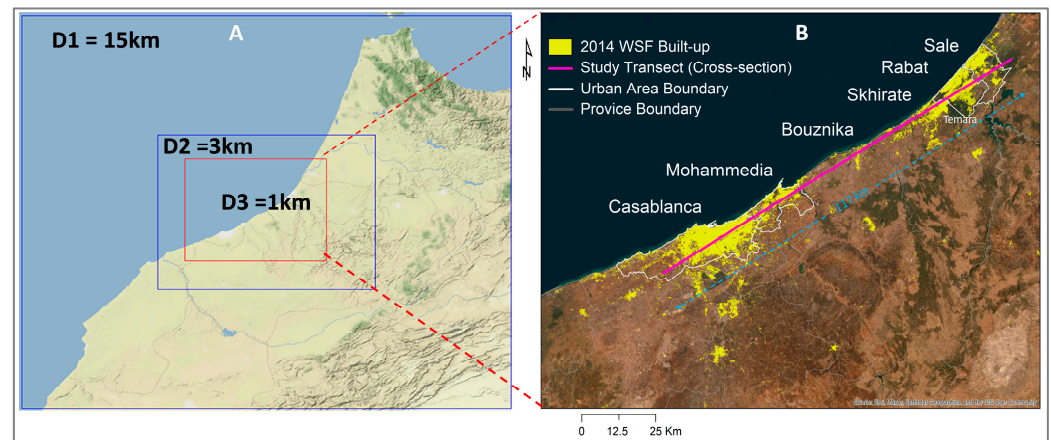 D1 = 15km
A
D2 =3km
D3 =1km
N
B
2014 WSF Built-up
Study Transect (Cross-section)
Urban Area Boundary
Provice Boundary
Sale
Rabat
Skhirate
Temara
Bouznika
Mohammedia
Casablanca
0 12.5 25 Km